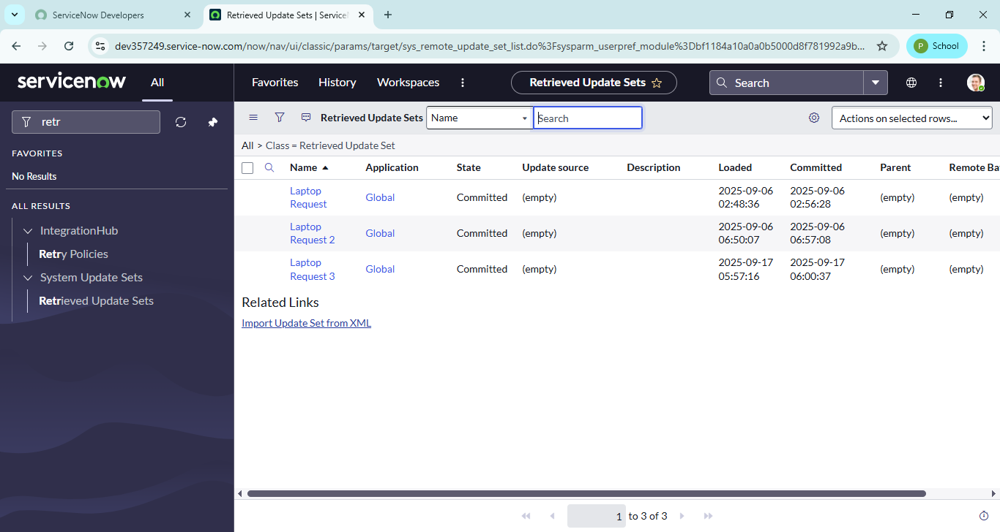 ServiceNow Developers
Retrieved Update Sets | Service
dev357249.service-now.com/now/nav/ui/classic/params/target/sys_remote_update_set_list.do%3Fsysparm_userpref_module%3Dbf1184a10a0a0b5000d8f781992a9b...
P School
servicenow All Favorites History Workspaces Retrieved Update Sets Search
retr
Retrieved Update Sets Name Search Actions on selected rows...
FAVORITES
No Results
ALL RESULTS
IntegrationHub
Retry Policies
System Update Sets
Retrieved Update Sets
All > Class = Retrieved Update Set
Name Application State Update source Description Loaded Committed Parent Remote Ba
Laptop Request Global Committed (empty) 2025-09-06 02:48:36 2025-09-06 02:56:28 (empty) (empty)
Laptop Request 2 Global Committed (empty) 2025-09-06 06:50:07 2025-09-06 06:57:08 (empty) (empty)
Laptop Request 3 Global Committed (empty) 2025-09-17 05:57:16 2025-09-17 06:00:37 (empty) (empty)
Related Links
Import Update Set from XML
1 to 3 of 3